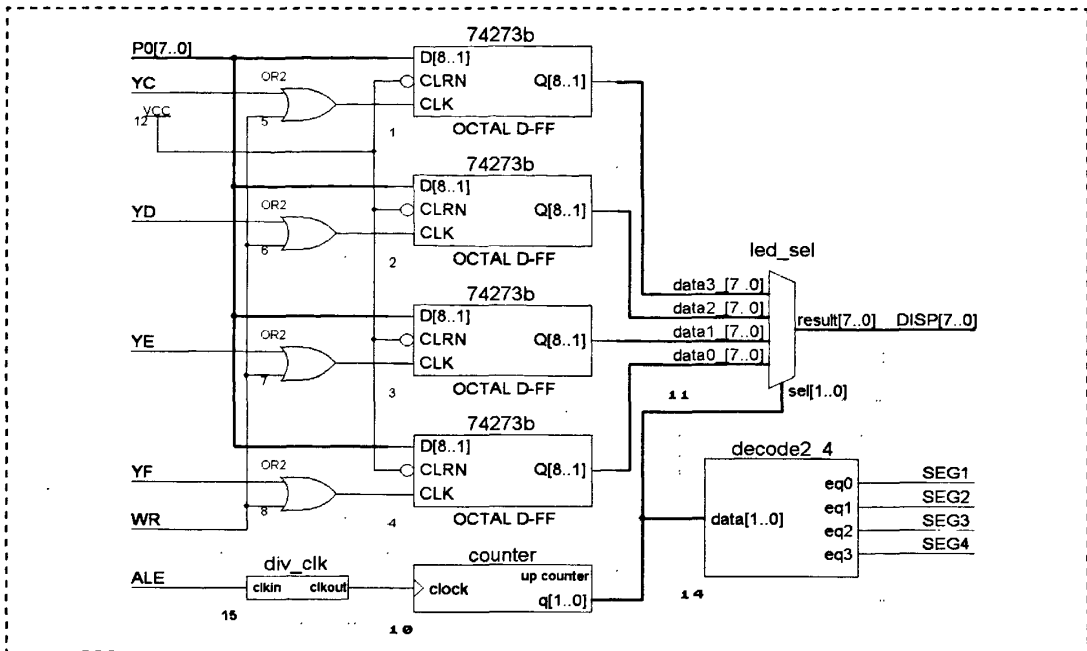 74273b
P0[7..0]
D[8..1]
CLRN
Q[8..1]
YC
OR2
CLK
VCC
12
5
1
OCTAL D-FF
74273b
D[8..1]
CLRN
Q[8..1]
YD
OR2
CLK
6
2
OCTAL D-FF
led_sel
74273b
data3_[7..0]
D[8..1]
data2_[7..0]
CLRN
Q[8..1]
result[7..0]
DISP[7..0]
YE
OR2
data1_[7..0]
CLK
data0_[7..0]
7
3
OCTAL D-FF
11
sel[1..0]
74273b
D[8..1]
decode2_4
YF
OR2
CLRN
Q[8..1]
eq0
SEG1
CLK
eq1
SEG2
8
4
WR
OCTAL D-FF
data[1..0]
eq2
SEG3
eq3
SEG4
div_clk
counter
ALE
clkin
clkout
clock
up counter
q[1..0]
14
15
10